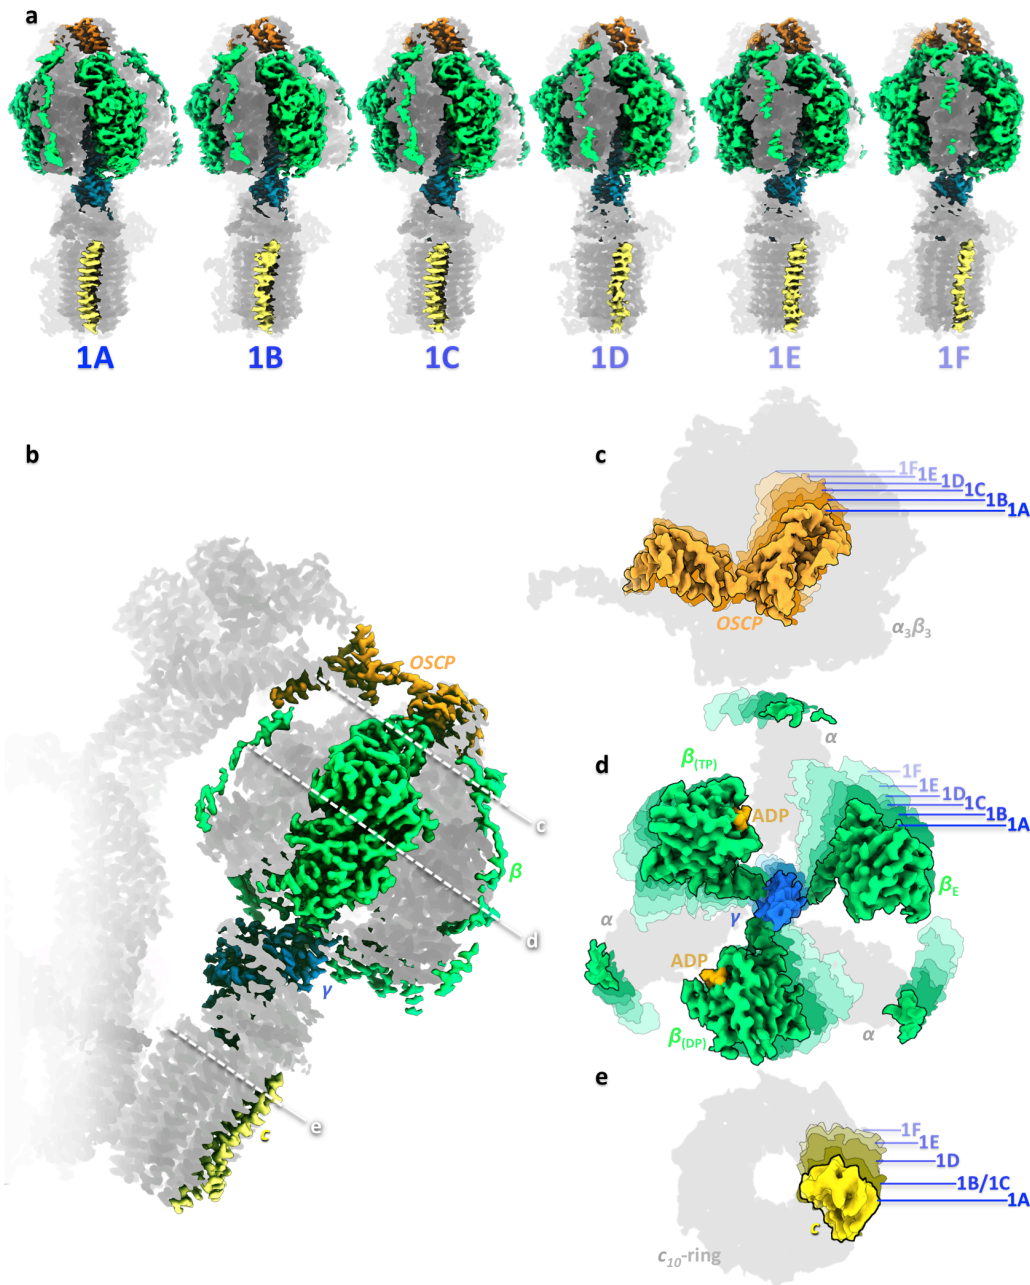 a
1A 1B 1C 1D 1E 1F
b
OSCP
c
d
β
γ
e
c
c
1F
1E
1D
1C
1B
1A
OSCP
α₃β₃
d
α
β(TP)
ADP
1F
1E
1D
1C
1B
1A
βE
γ
α
ADP
β(DP)
α
e
1F
1E
1D
1B/1C
1A
c
c₁₀-ring